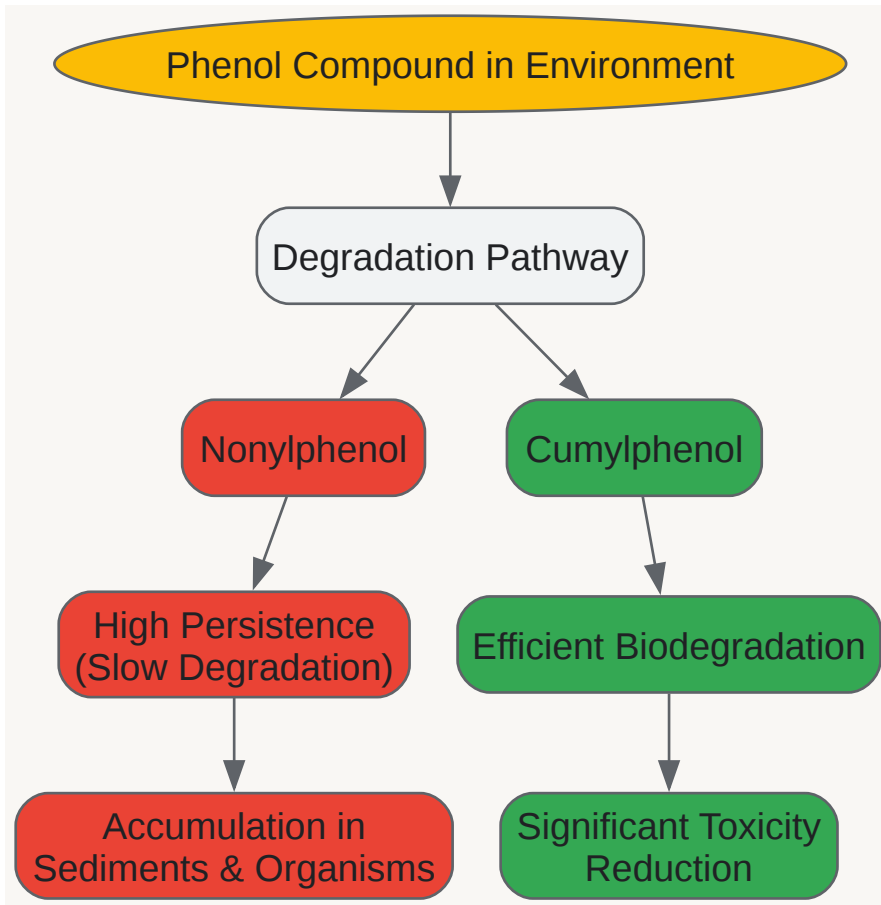 Phenol Compound in Environment
Degradation Pathway
Nonylphenol
Cumylphenol
High Persistence
(Slow Degradation)
Efficient Biodegradation
Accumulation in
Sediments & Organisms
Significant Toxicity
Reduction